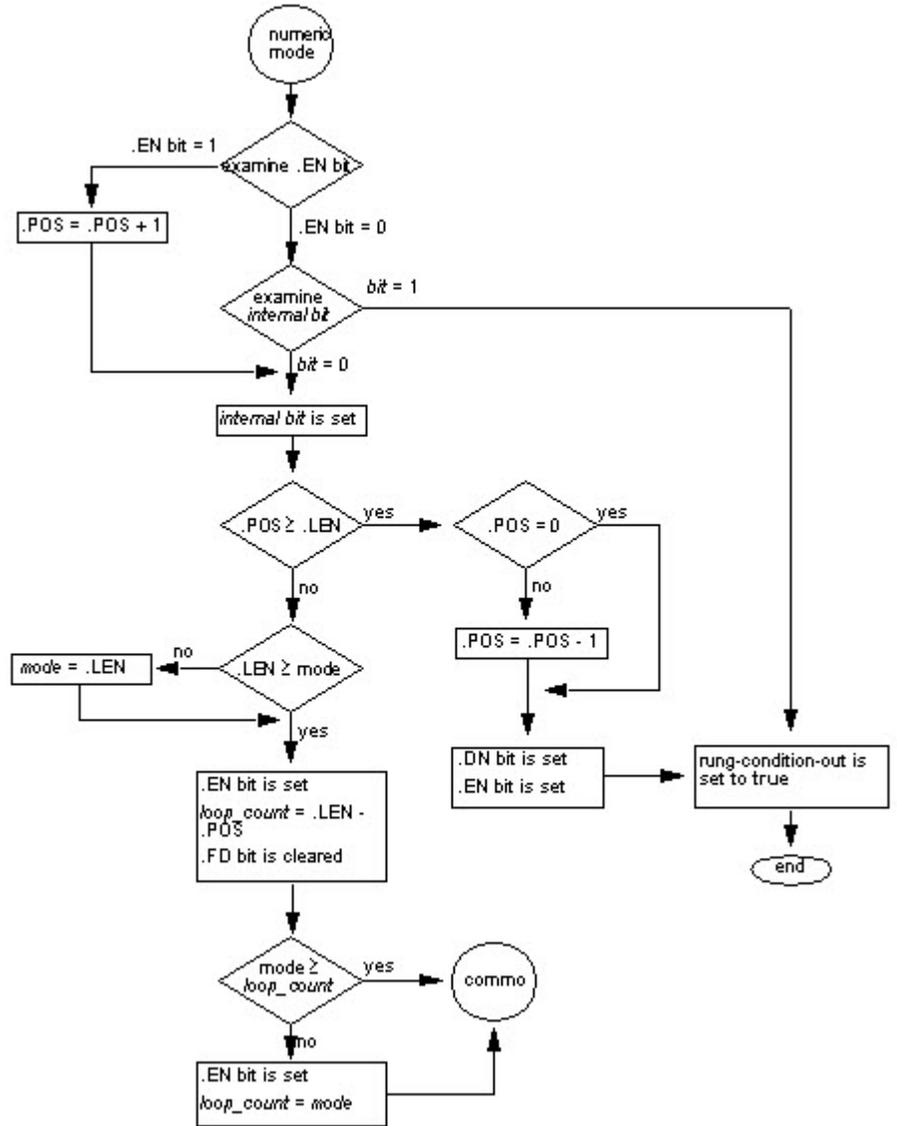 numeric
mode
.EN bit = 1
examine .EN bit
.POS = .POS + 1
.EN bit = 0
examine
internal bit
bit = 1
bit = 0
internal bit is set
.POS ≥ .LEN
yes
.POS = 0
yes
no
no
.POS = .POS - 1
mode = .LEN
no
.LEN ≥ mode
yes
.EN bit is set
loop_count = .LEN -
.POS
.FD bit is cleared
.DN bit is set
.EN bit is set
rung-condition-out is
set to true
end
mode ≥
loop_count
yes
commo
no
.EN bit is set
loop_count = mode